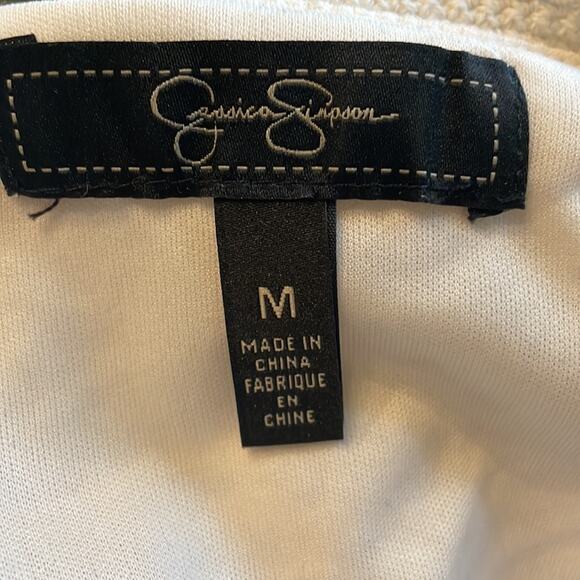 Jessica Simpson
M
MADE IN
CHINA
FABRIQUE
EN
CHINE